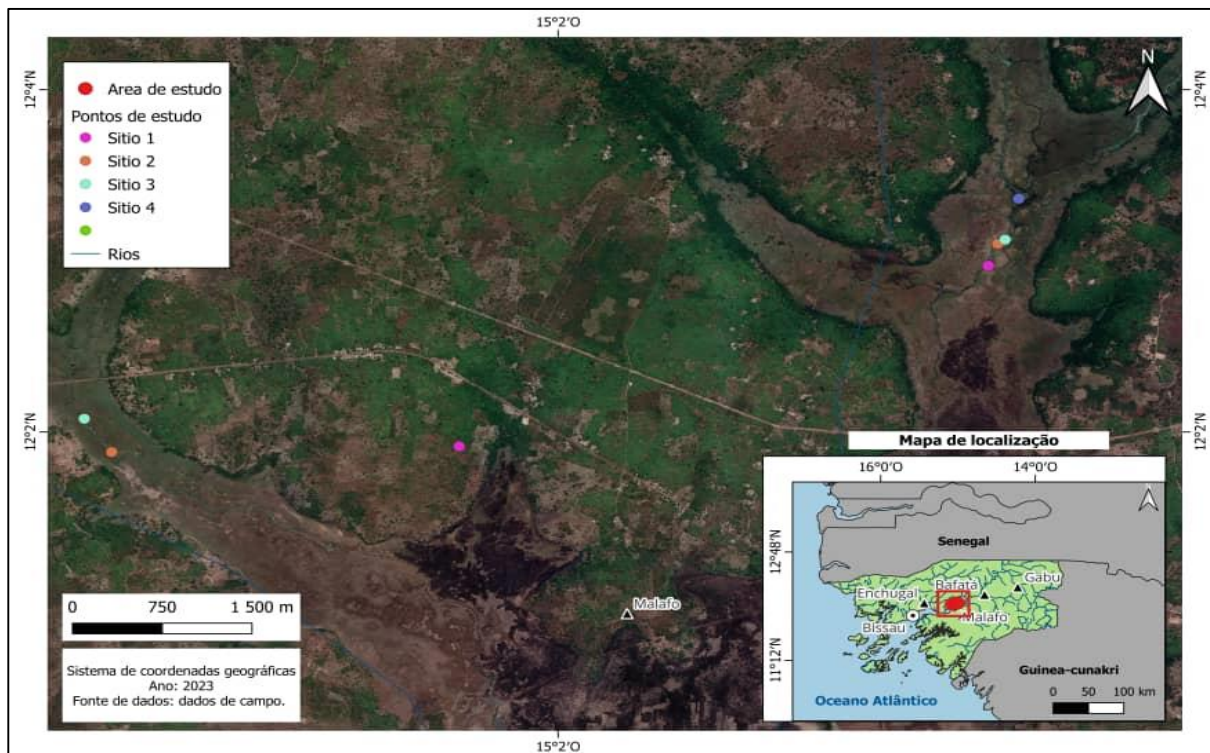 15°2'O
12°4'N
12°4'N
N
Area de estudo
Pontos de estudo
Sitio 1
Sitio 2
Sitio 3
Sitio 4
Rios
12°2'N
12°2'N
Malafo
0 750 1 500 m
Sistema de coordenadas geográficas
Ano: 2023
Fonte de dados: dados de campo.
15°2'O
Mapa de localização
16°0'O 14°0'O
N
12°48'N
Senegal
Gabu
Bafatá
Enchugal
Malafo
Bissau
11°12'N
Guinea-cunakri
0 50 100 km
Oceano Atlântico